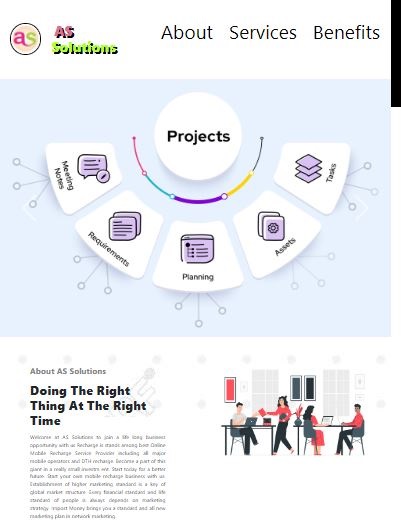 as
AS
Solutions
About Services Benefits
Projects
Meeting
Notes
Tasks
Requirements
Assets
Planning
About AS Solutions
Doing The Right
Thing At The Right
Time
Welcome at AS Solutions to join a life long business
opportunity with us Recharge is stands among best Online
Mobile Recharge Service Provider including all major
mobile operators and DTH recharge. Become a part of this
giant in a really small investm ent. Start today for a better
future. Start your own mobile recharge business with us.
Establishment of higher marketing standard is a key of
global market structure. Every financial standard and life
standard of people is always depends on marketing
strategy. Impact Money brings you a standard and all new
marketing plan in network marketing.